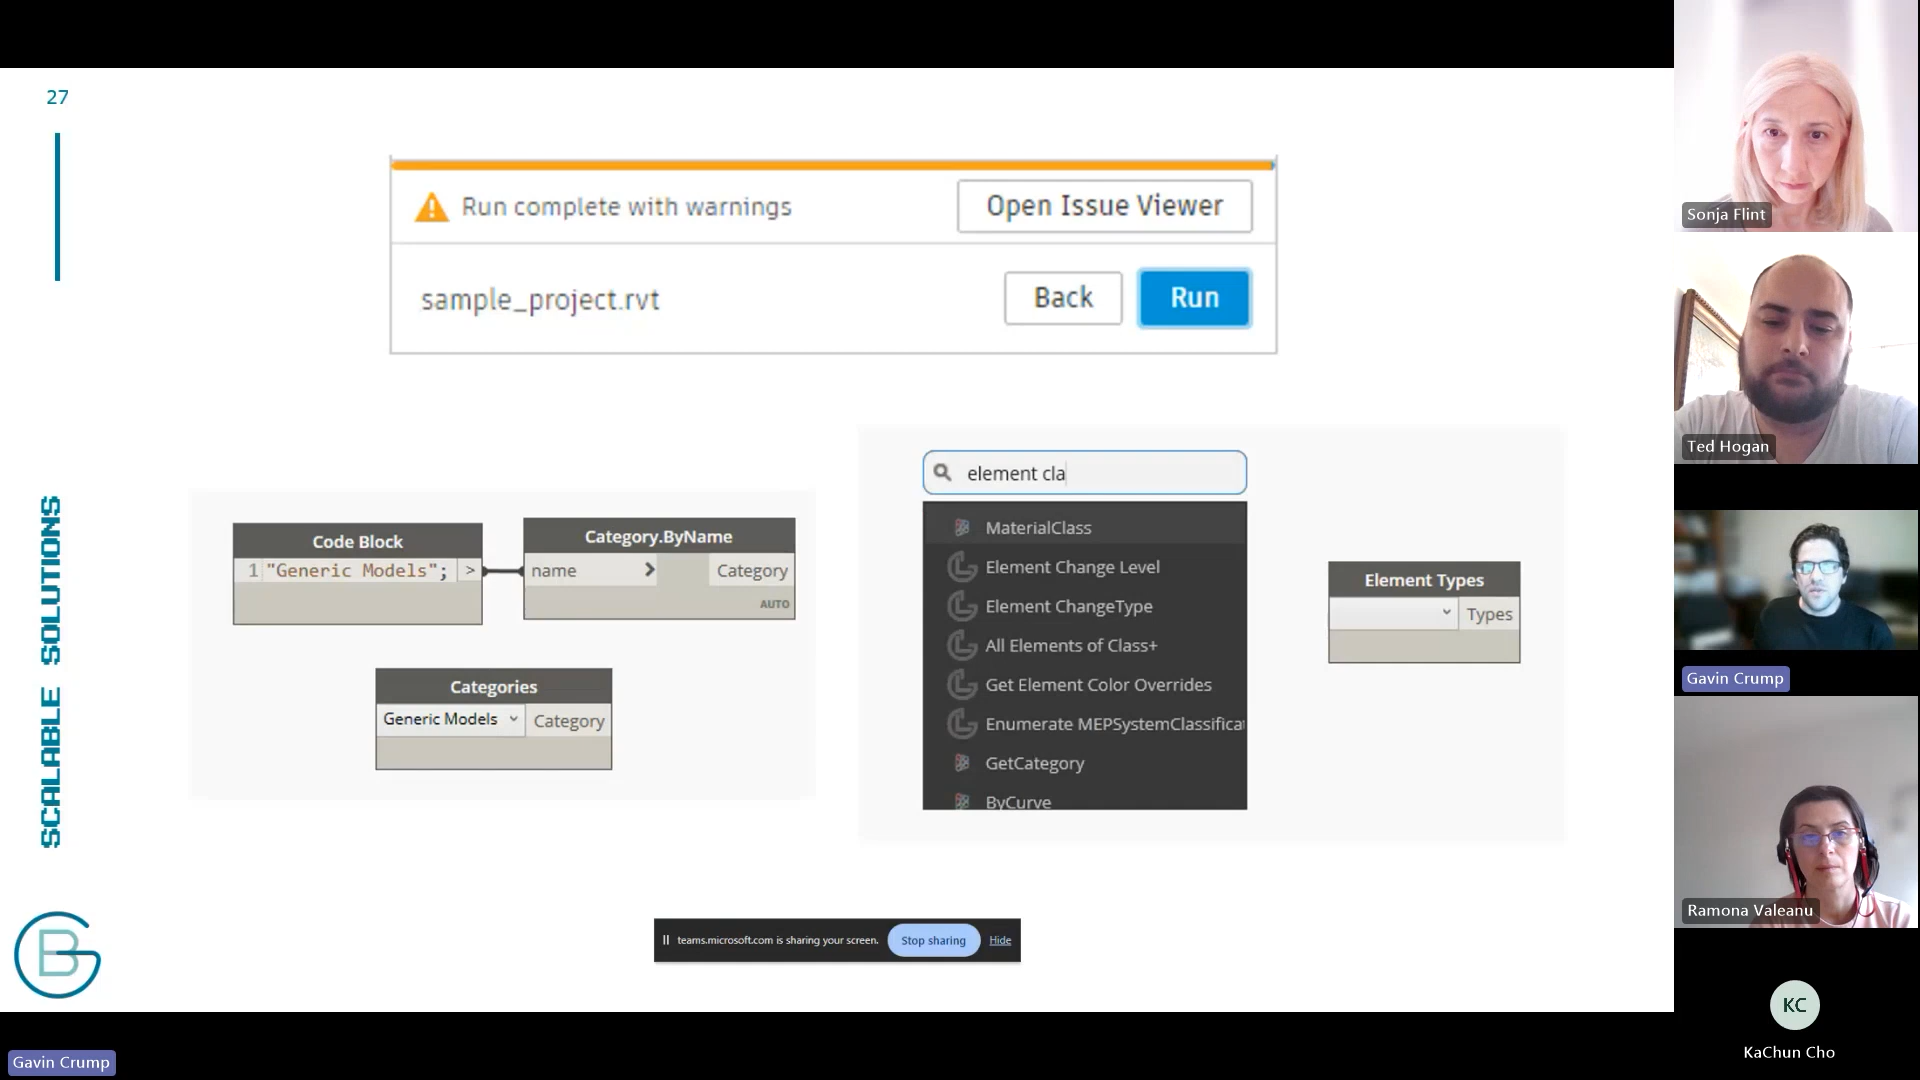 27
Run complete with warnings
Open Issue Viewer
sample_project.rvt
Back
Run
SCALABLE SOLUTIONS
Code Block
1 "Generic Models"; >
Category.ByName
name > Category
AUTO
Categories
Generic Models Category
element cla
MaterialClass
Element Change Level
Element ChangeType
All Elements of Class+
Get Element Color Overrides
Enumerate MEPSystemClassificat
GetCategory
ByCurve
Element Types
Types
teams.microsoft.com is sharing your screen.
Stop sharing
Hide
Sonja Flint
Ted Hogan
Gavin Crump
Ramona Valeanu
KC
KaChun Cho
Gavin Crump